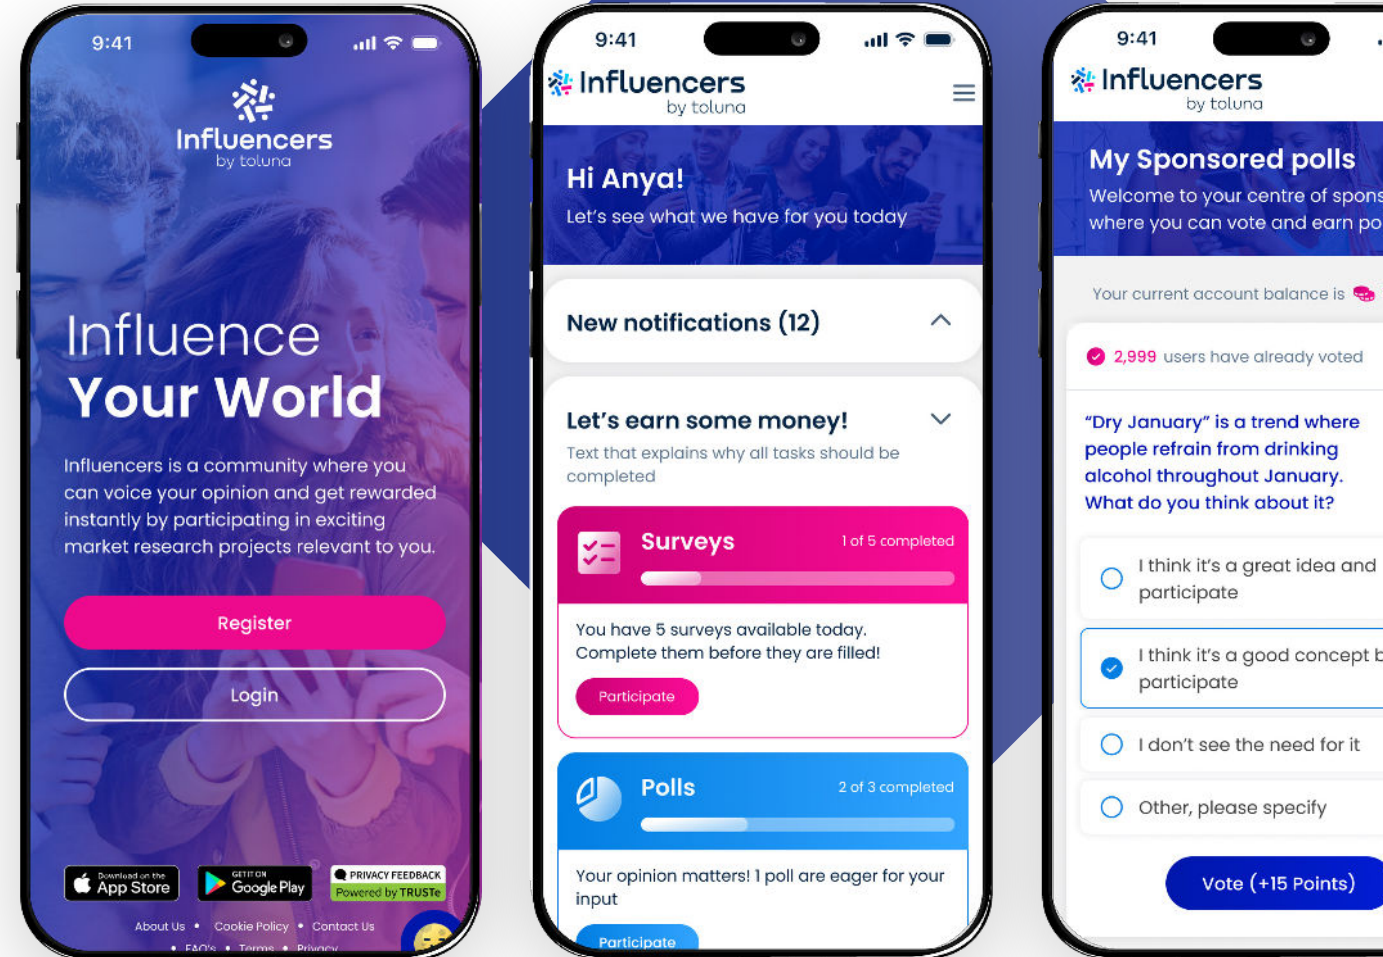 9:41
Influencers
by toluna
Influence
Your World
Influencers is a community where you
can voice your opinion and get rewarded
instantly by participating in exciting
market research projects relevant to you.
Register
Login
Download on the
App Store
GET IT ON
Google Play
PRIVACY FEEDBACK
Powered by TRUSTe
About Us • Cookie Policy • Contact Us
• FAQ's • Terms • Privacy
9:41
Influencers
by toluna
Hi Anya!
Let's see what we have for you today
New notifications (12)
Let's earn some money!
Text that explains why all tasks should be
completed
Surveys
1 of 5 completed
You have 5 surveys available today.
Complete them before they are filled!
Participate
Polls
2 of 3 completed
Your opinion matters! 1 poll are eager for your
input
Participate
9:41
Influencers
by toluna
My Sponsored polls
Welcome to your centre of spons
where you can vote and earn po
Your current account balance is
2,999 users have already voted
“Dry January” is a trend where
people refrain from drinking
alcohol throughout January.
What do you think about it?
I think it's a great idea and
participate
I think it's a good concept b
participate
I don't see the need for it
Other, please specify
Vote (+15 Points)